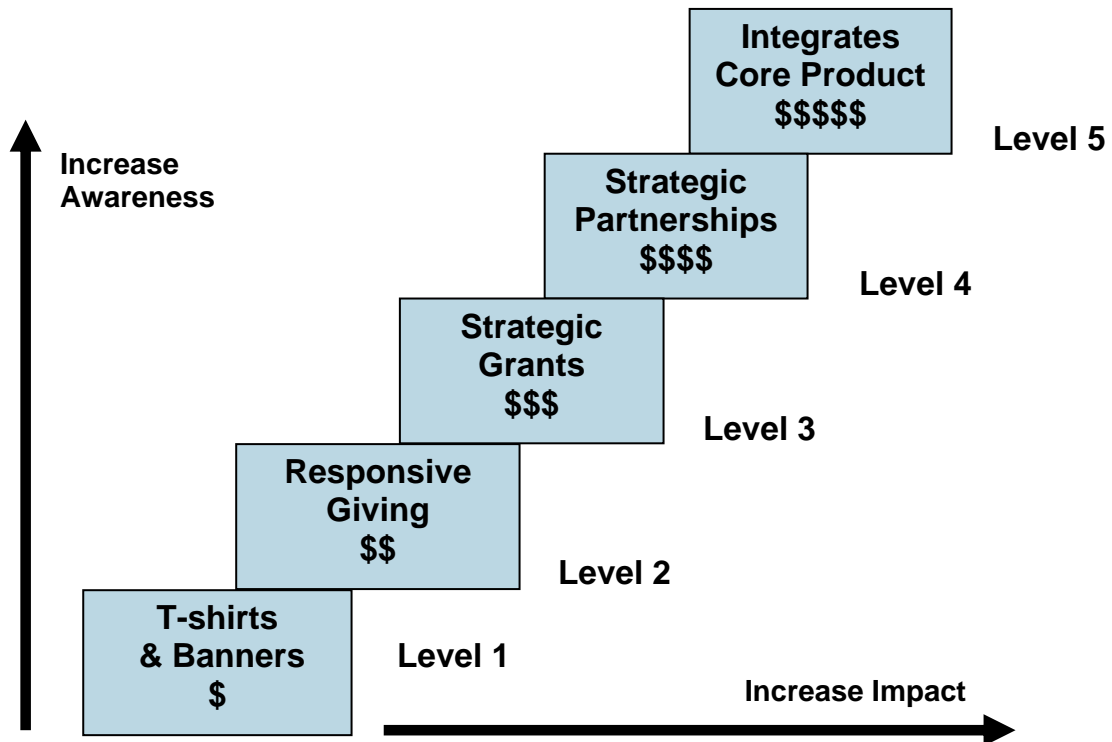 Integrates
Core Product
$$$$$
Level 5
Increase
Awareness
Strategic
Partnerships
$$$$
Level 4
Strategic
Grants
$$$
Level 3
Responsive
Giving
$$
Level 2
T-shirts
& Banners
$
Level 1
Increase Impact